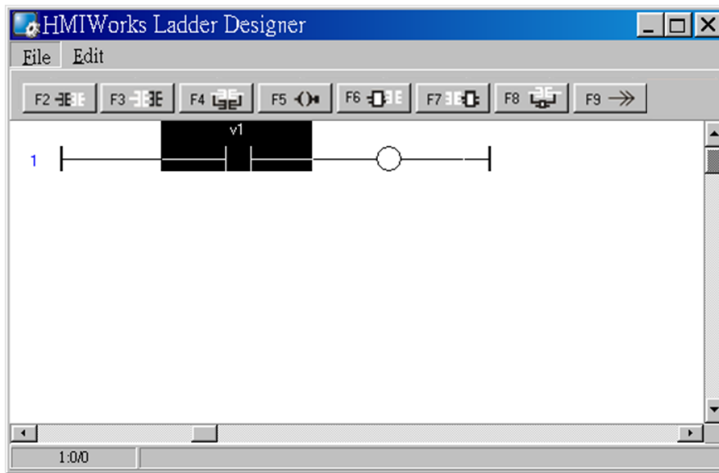 HMIWorks Ladder Designer
File Edit
F2 F3 F4 F5 F6 F7 F8 F9
v1
1
1:0/0